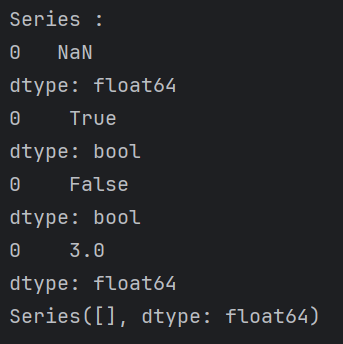 Series :
0   NaN
dtype: float64
0    True
dtype: bool
0    False
dtype: bool
0    3.0
dtype: float64
Series([], dtype: float64)